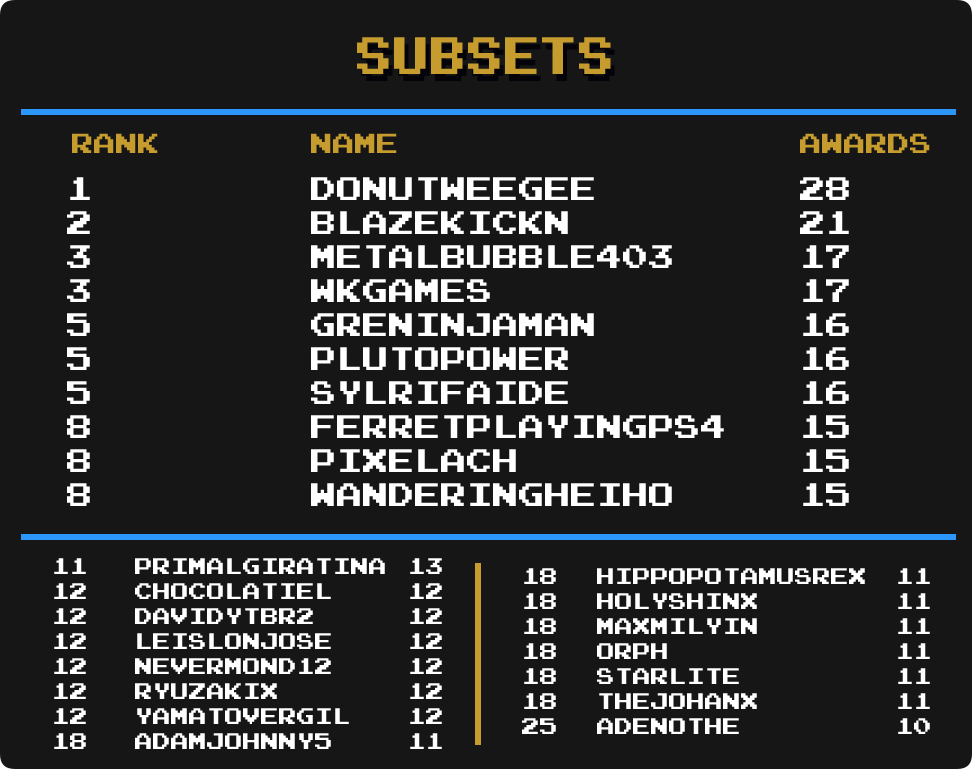 SUBSETS
RANK NAME AWARDS
1 DONUTWEEGEE 28
2 BLAZEKICKN 21
3 METALBUBBLE403 17
3 WKGAMES 17
5 GRENINJAMAN 16
5 PLUTOPOWER 16
5 SYLRIFAIDE 16
8 FERRETPLAYINGPS4 15
8 PIXELACH 15
8 WANDERINGHEIHO 15
11 PRIMALGIRATINA 13
12 CHOCOLATIEL 12
12 DAVIDYTBR2 12
12 LEISLONJOSE 12
12 NEVERMOND12 12
12 RYUZAKIX 12
12 YAMATOVERGIL 12
18 ADAMJOHNNY5 11
18 HIPPOPOTAMUSREX 11
18 HOLYSHINX 11
18 MAXMILYIN 11
18 ORPH 11
18 STARLITE 11
18 THEJOHANX 11
25 ADENOTHE 10